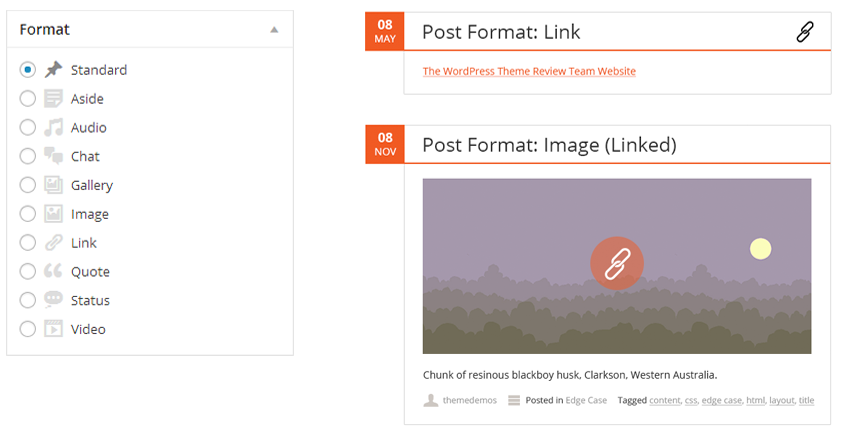 Format
Standard
Aside
Audio
Chat
Gallery
Image
Link
Quote
Status
Video
08
MAY
Post Format: Link
The WordPress Theme Review Team Website
08
NOV
Post Format: Image (Linked)
Chunk of resinous blackboy husk, Clarkson, Western Australia.
themedemos Posted in Edge Case Tagged content, css, edge case, html, layout, title